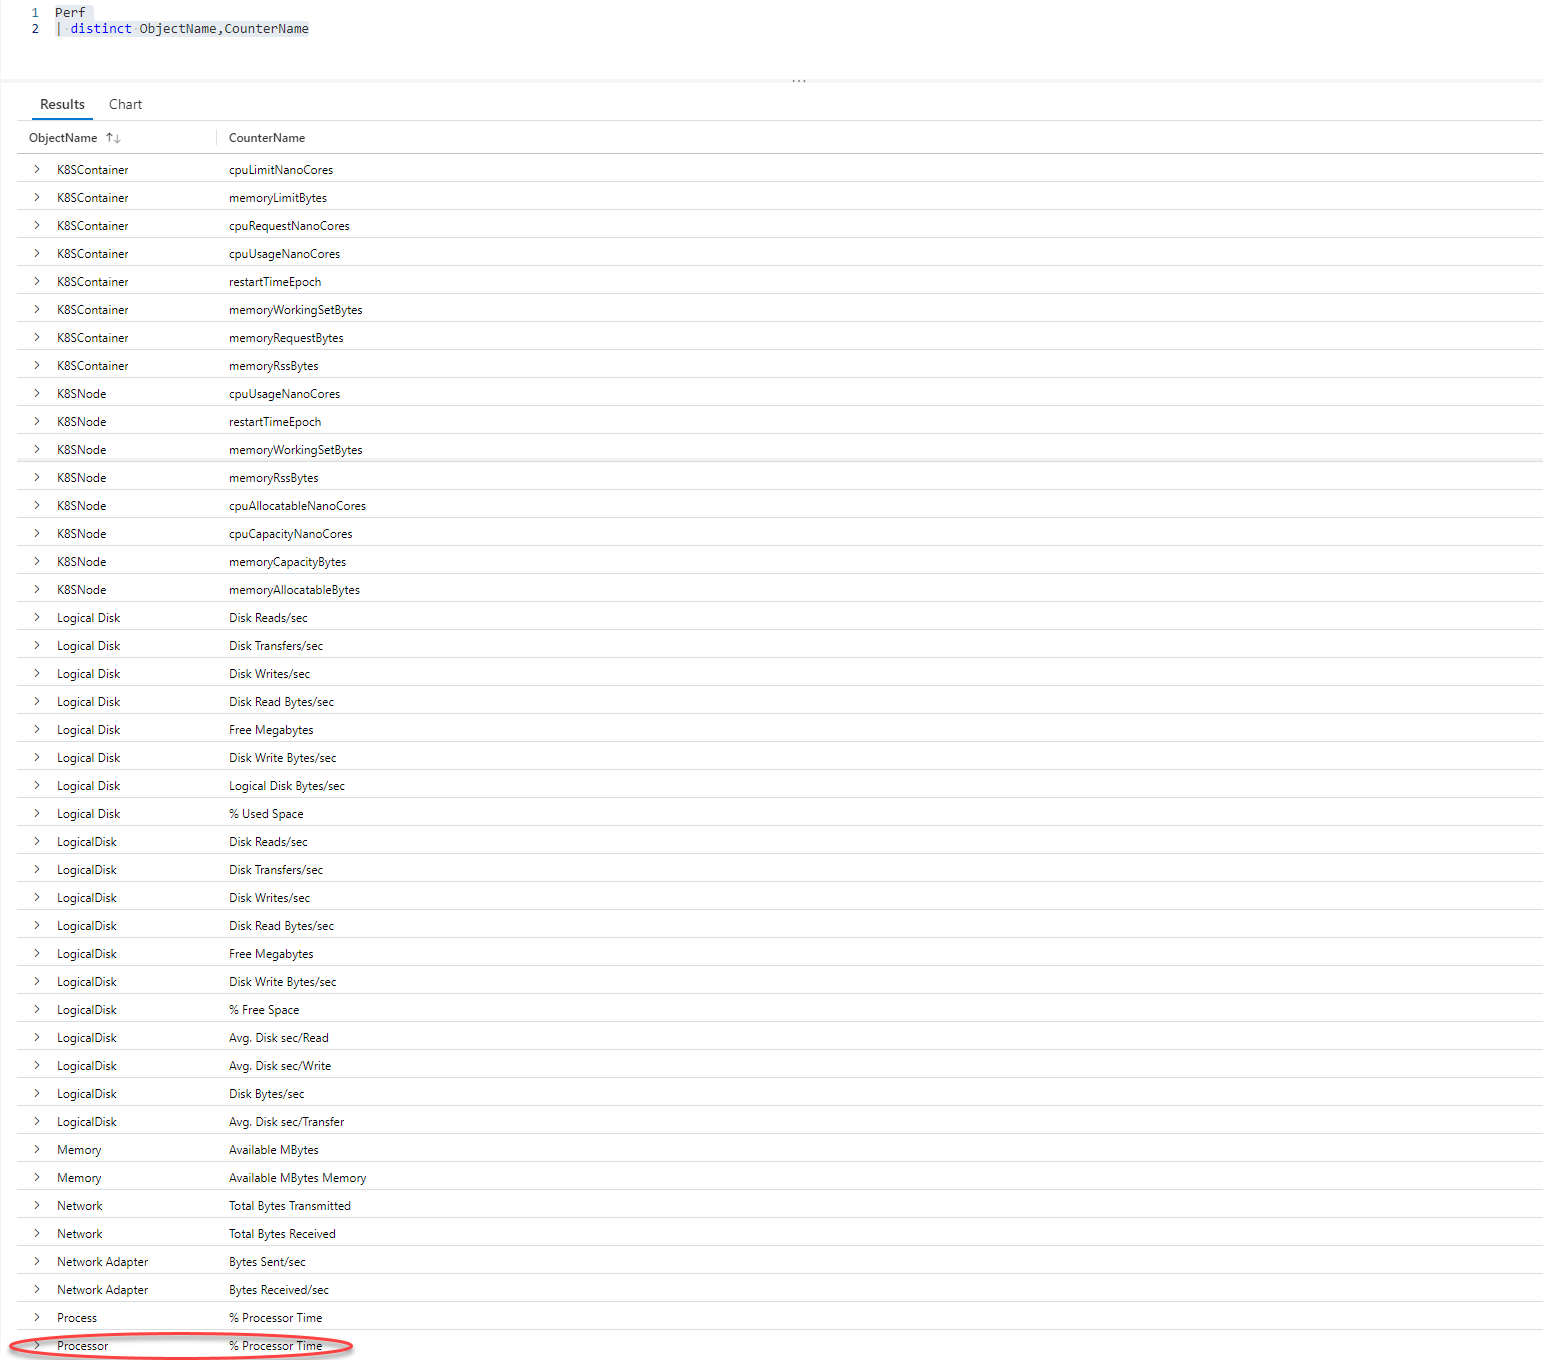 1 Perf
2 | distinct ObjectName,CounterName
...
Results Chart
ObjectName ↑↓ CounterName
> K8SContainer cpuLimitNanoCores
> K8SContainer memoryLimitBytes
> K8SContainer cpuRequestNanoCores
> K8SContainer cpuUsageNanoCores
> K8SContainer restartTimeEpoch
> K8SContainer memoryWorkingSetBytes
> K8SContainer memoryRequestBytes
> K8SContainer memoryRssBytes
> K8SNode cpuUsageNanoCores
> K8SNode restartTimeEpoch
> K8SNode memoryWorkingSetBytes
> K8SNode memoryRssBytes
> K8SNode cpuAllocatableNanoCores
> K8SNode cpuCapacityNanoCores
> K8SNode memoryCapacityBytes
> K8SNode memoryAllocatableBytes
> Logical Disk Disk Reads/sec
> Logical Disk Disk Transfers/sec
> Logical Disk Disk Writes/sec
> Logical Disk Disk Read Bytes/sec
> Logical Disk Free Megabytes
> Logical Disk Disk Write Bytes/sec
> Logical Disk Logical Disk Bytes/sec
> Logical Disk % Used Space
> LogicalDisk Disk Reads/sec
> LogicalDisk Disk Transfers/sec
> LogicalDisk Disk Writes/sec
> LogicalDisk Disk Read Bytes/sec
> LogicalDisk Free Megabytes
> LogicalDisk Disk Write Bytes/sec
> LogicalDisk % Free Space
> LogicalDisk Avg. Disk sec/Read
> LogicalDisk Avg. Disk sec/Write
> LogicalDisk Disk Bytes/sec
> LogicalDisk Avg. Disk sec/Transfer
> Memory Available MBytes
> Memory Available MBytes Memory
> Network Total Bytes Transmitted
> Network Total Bytes Received
> Network Adapter Bytes Sent/sec
> Network Adapter Bytes Received/sec
> Process % Processor Time
> Processor % Processor Time